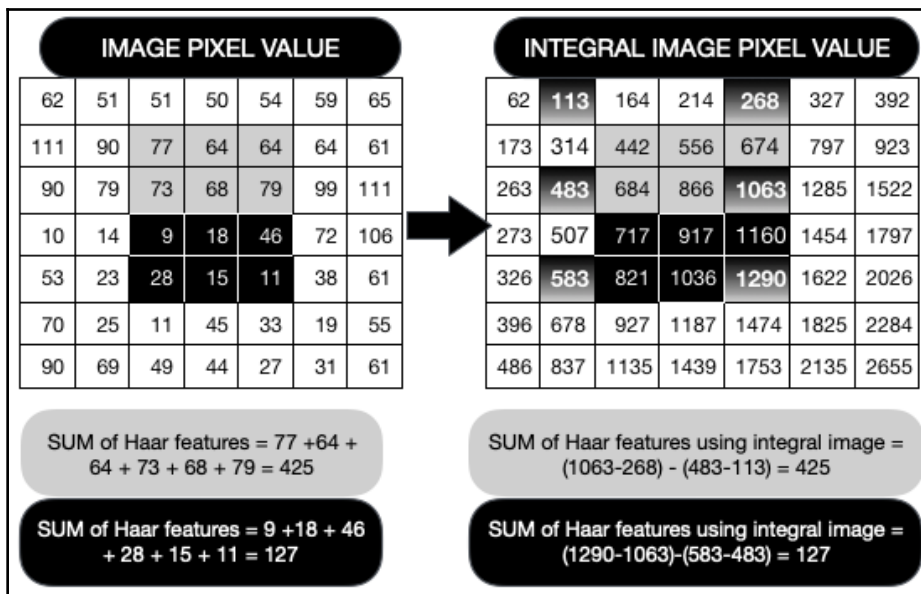 IMAGE PIXEL VALUE
62 51 51 50 54 59 65
111 90 77 64 64 64 61
90 79 73 68 79 99 111
10 14 9 18 46 72 106
53 23 28 15 11 38 61
70 25 11 45 33 19 55
90 69 49 44 27 31 61
SUM of Haar features = 77 +64 +
64 + 73 + 68 + 79 = 425
SUM of Haar features = 9 +18 + 46
+ 28 + 15 + 11 = 127
INTEGRAL IMAGE PIXEL VALUE
62 113 164 214 268 327 392
173 314 442 556 674 797 923
263 483 684 866 1063 1285 1522
273 507 717 917 1160 1454 1797
326 583 821 1036 1290 1622 2026
396 678 927 1187 1474 1825 2284
486 837 1135 1439 1753 2135 2655
SUM of Haar features using integral image =
(1063-268) - (483-113) = 425
SUM of Haar features using integral image =
(1290-1063)-(583-483) = 127